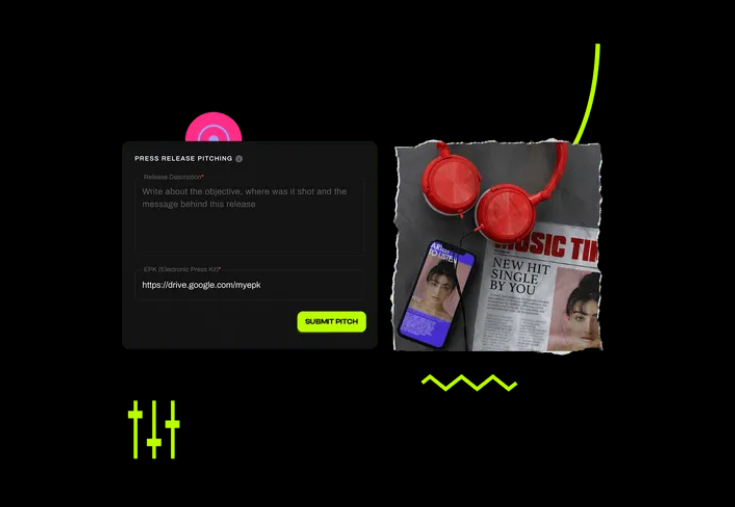 PRESS RELEASE PITCHING
Release Description*
Write about the objective, where was it shot and the
message behind this release
EPK (Electronic Press Kit)*
https://drive.google.com/myepk
SUBMIT PITCH
MUSIC TIM
NEW HIT
SINGLE
BY YOU